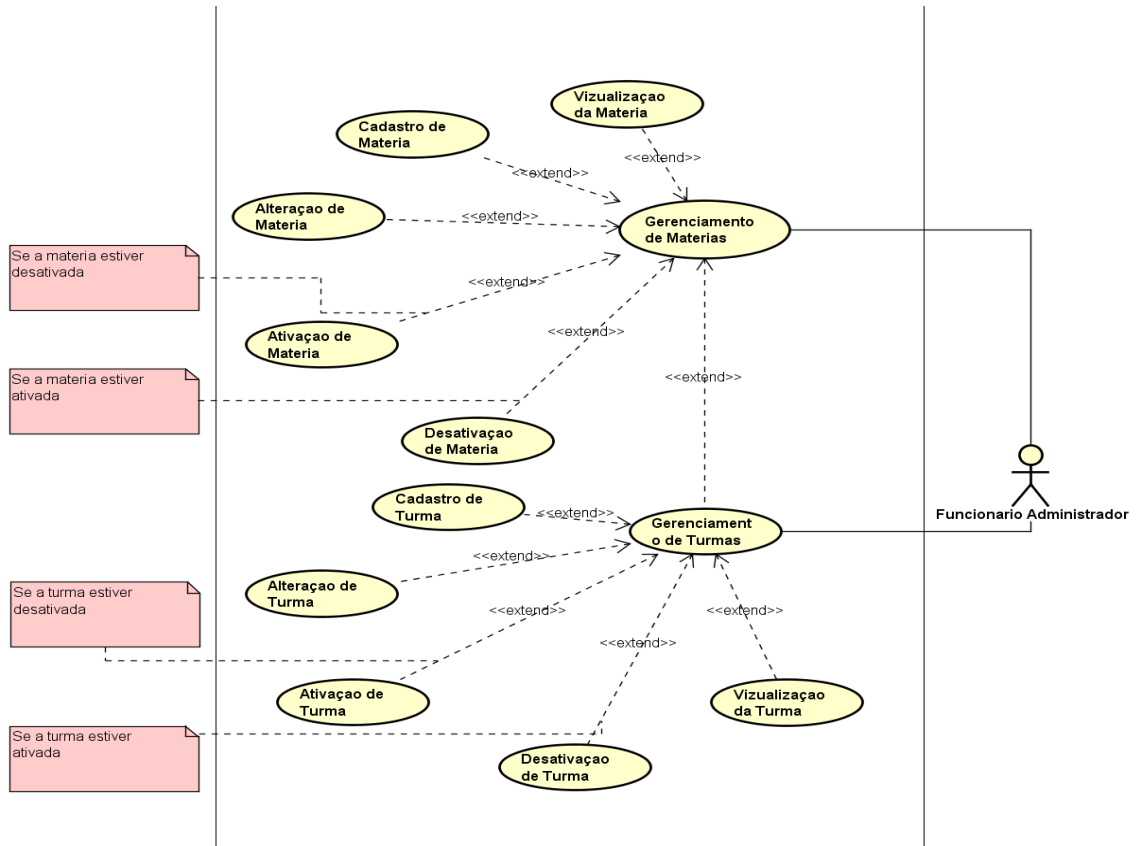 Vizualizaçao
da Materia
Cadastro de
Materia
<<extend>>
<<extend>>
Alteraçao de
Materia
<<extend>>
Gerenciamento
de Materias
Se a materia estiver
desativada
<<extend>>
Ativaçao de
Materia
<<extend>>
Se a materia estiver
ativada
<<extend>>
Desativaçao
de Materia
Cadastro de
Turma
<<extend>>
Gerenciament
o de Turmas
Funcionario Administrador
<<extend>>
Alteraçao de
Turma
Se a turma estiver
desativada
<<extend>>
<<extend>>
<<extend>>
Ativaçao de
Turma
Vizualizaçao
da Turma
Se a turma estiver
ativada
Desativaçao
de Turma